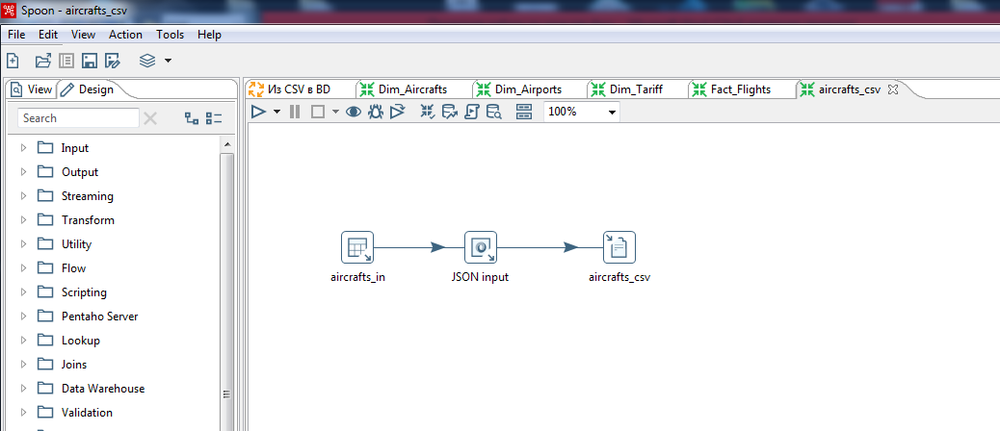 Spoon - aircrafts_csv
File Edit View Action Tools Help
View Design
Из CSV в BD Dim_Aircrafts Dim_Airports Dim_Tariff Fact_Flights aircrafts_csv
Search
100%
Input
Output
Streaming
Transform
Utility
Flow
Scripting
Pentaho Server
Lookup
Joins
Data Warehouse
Validation
aircrafts_in JSON input aircrafts_csv